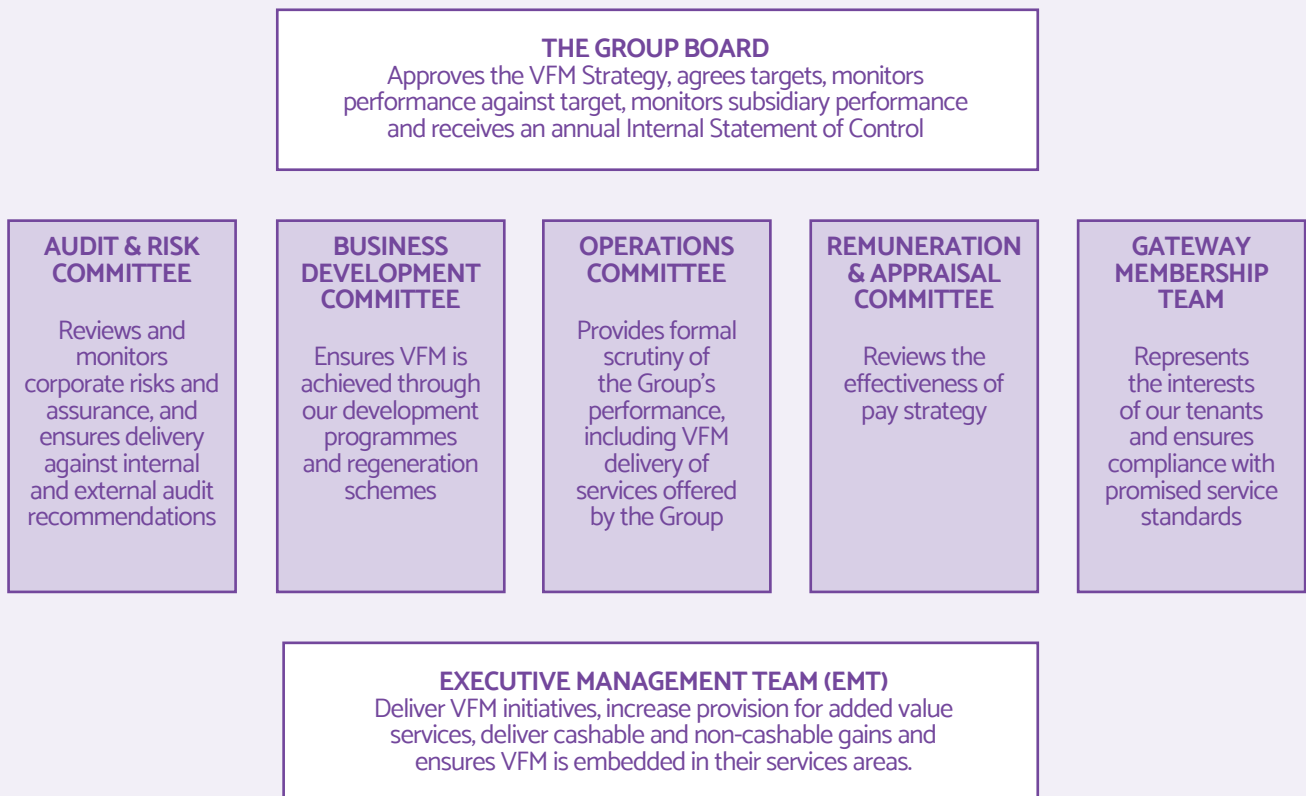 THE GROUP BOARD
Approves the VFM Strategy, agrees targets, monitors
performance against target, monitors subsidiary performance
and receives an annual Internal Statement of Control
AUDIT & RISK
COMMITTEE
Reviews and
monitors
corporate risks and
assurance, and
ensures delivery
against internal
and external audit
recommendations
BUSINESS
DEVELOPMENT
COMMITTEE
Ensures VFM is
achieved through
our development
programmes
and regeneration
schemes
OPERATIONS
COMMITTEE
Provides formal
scrutiny of
the Group's
performance,
including VFM
delivery of
services offered
by the Group
REMUNERATION
& APPRAISAL
COMMITTEE
Reviews the
effectiveness of
pay strategy
GATEWAY
MEMBERSHIP
TEAM
Represents
the interests
of our tenants
and ensures
compliance with
promised service
standards
EXECUTIVE MANAGEMENT TEAM (EMT)
Deliver VFM initiatives, increase provision for added value
services, deliver cashable and non-cashable gains and
ensures VFM is embedded in their services areas.